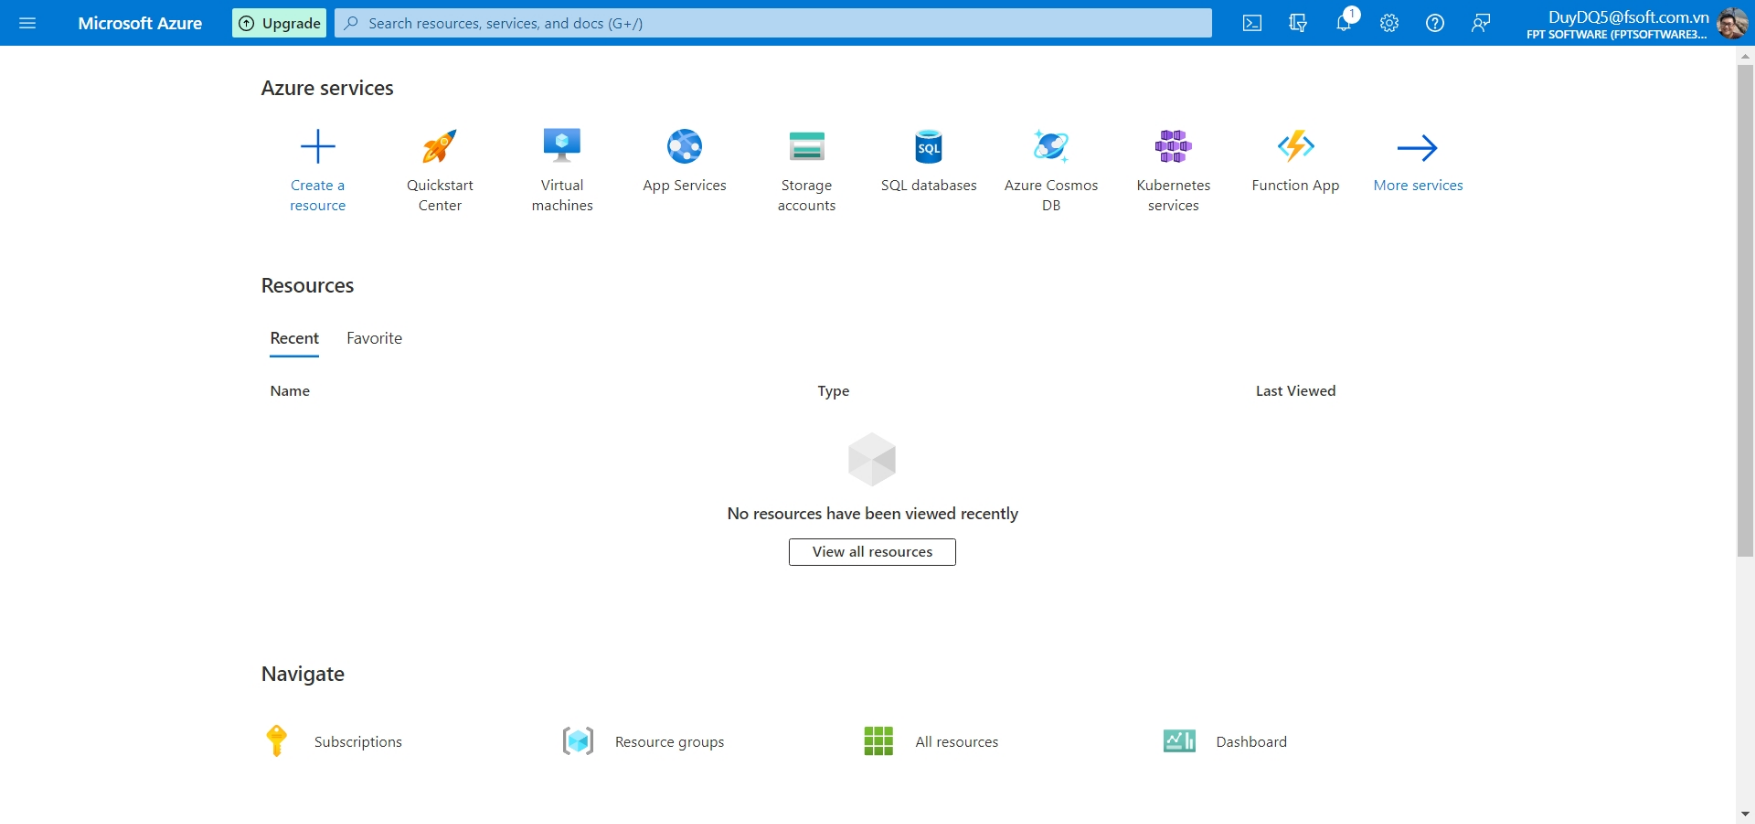 Microsoft Azure
Upgrade
Search resources, services, and docs (G+/)
1
DuyDQ5@fsoft.com.vn
FPT SOFTWARE (FPTSOFTWARE3...
Azure services
Create a
resource
Quickstart
Center
Virtual
machines
App Services
Storage
accounts
SQL
SQL databases
Azure Cosmos
DB
Kubernetes
services
Function App
More services
Resources
Recent
Favorite
Name
Type
Last Viewed
No resources have been viewed recently
View all resources
Navigate
Subscriptions
Resource groups
All resources
Dashboard